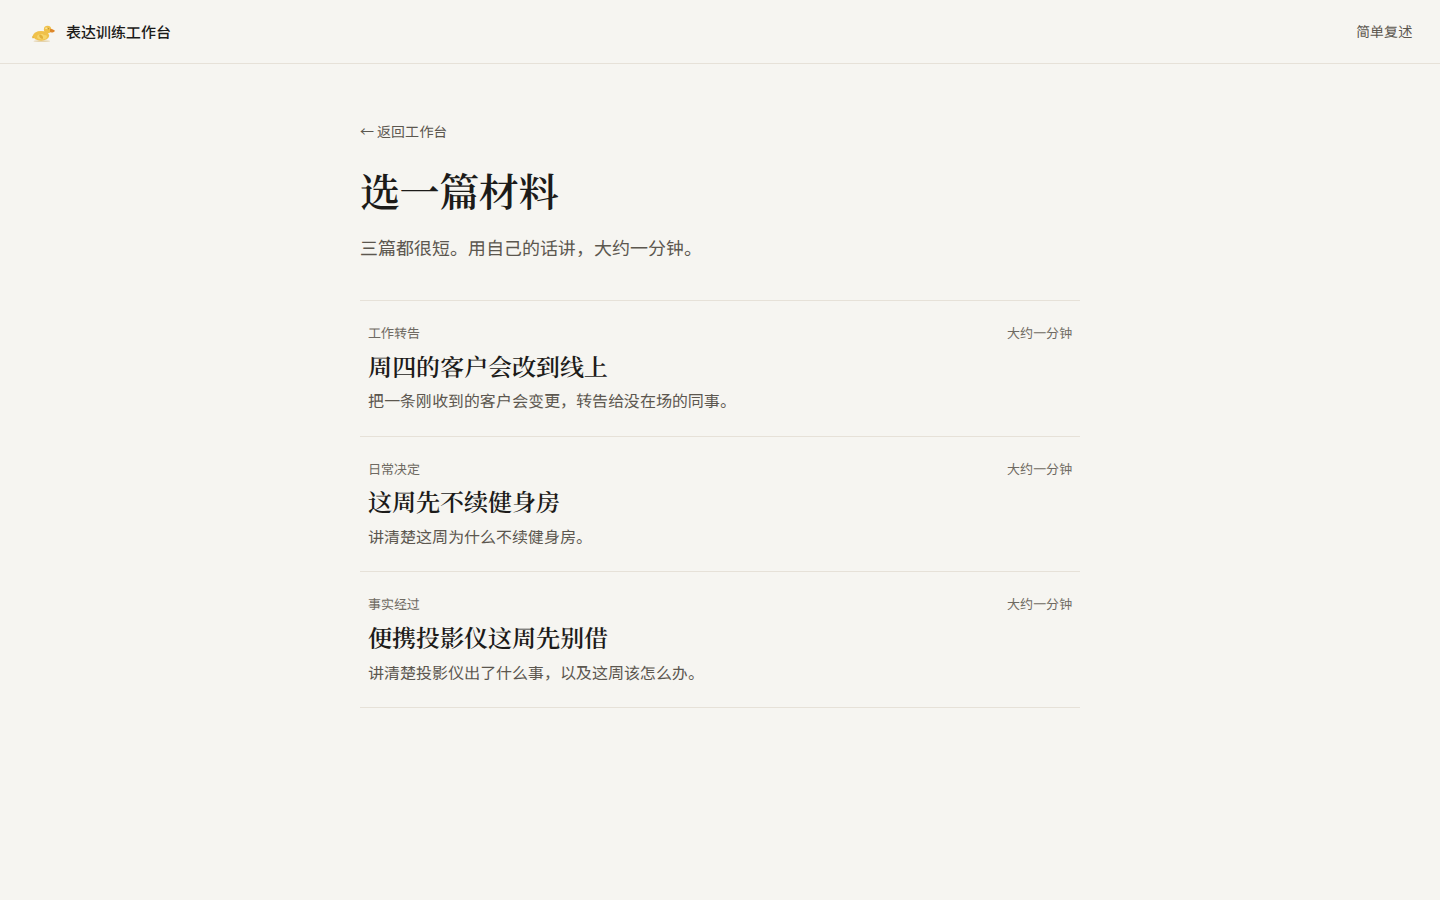 表达训练工作台
简单复述
← 返回工作台
选一篇材料
三篇都很短。用自己的话讲，大约一分钟。
工作转告
大约一分钟
周四的客户会改到线上
把一条刚收到的客户会变更，转告给没在场的同事。
日常决定
大约一分钟
这周先不续健身房
讲清楚这周为什么不续健身房。
事实经过
大约一分钟
便携投影仪这周先别借
讲清楚投影仪出了什么事，以及这周该怎么办。